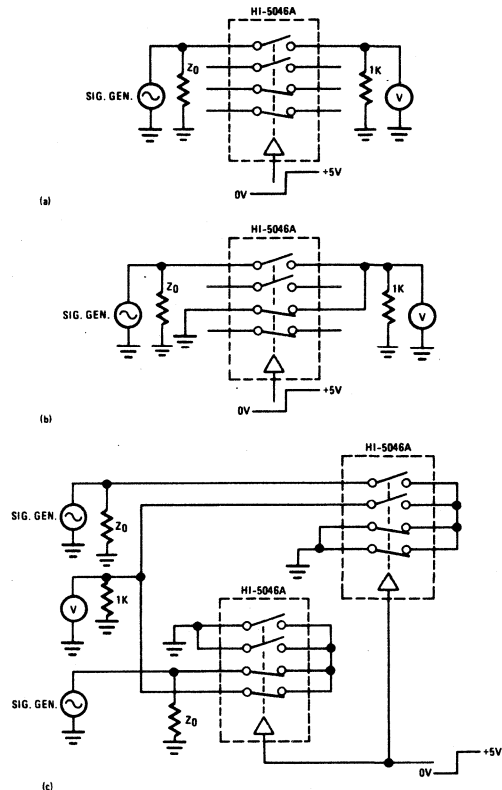 HI-5046A
Z0
SIG. GEN.
1K
V
+5V
0V
(a)
HI-5046A
Z0
SIG. GEN.
1K
V
+5V
0V
(b)
HI-5046A
SIG. GEN.
Z0
HI-5046A
V
1K
SIG. GEN.
Z0
+5V
0V
(c)